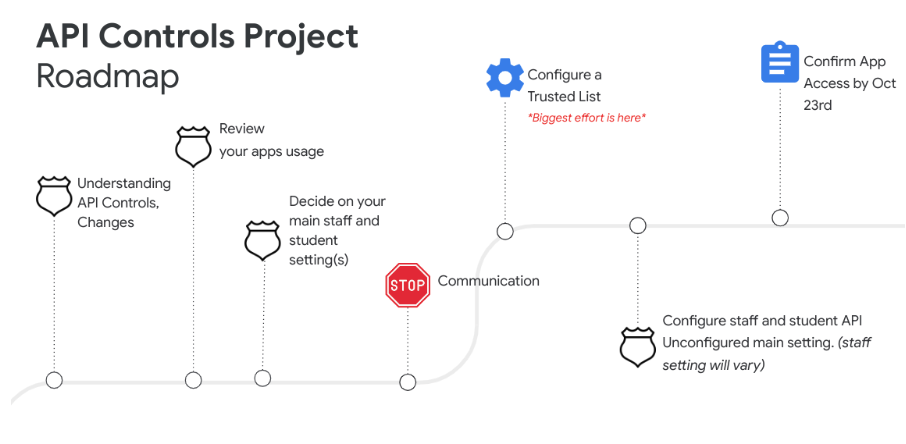 API Controls Project
Roadmap
Understanding
API Controls,
Changes
Review
your apps usage
Decide on your
main staff and
student
setting(s)
STOP
Communication
Configure a
Trusted List
*Biggest effort is here*
Configure staff and student API
Unconfigured main setting. (staff
setting will vary)
Confirm App
Access by Oct
23rd